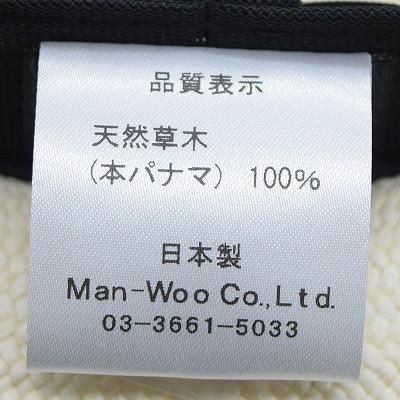 品質表示
天然草木
(本パナマ) 100%
日本製
Man-Woo Co.,Ltd.
03-3661-5033